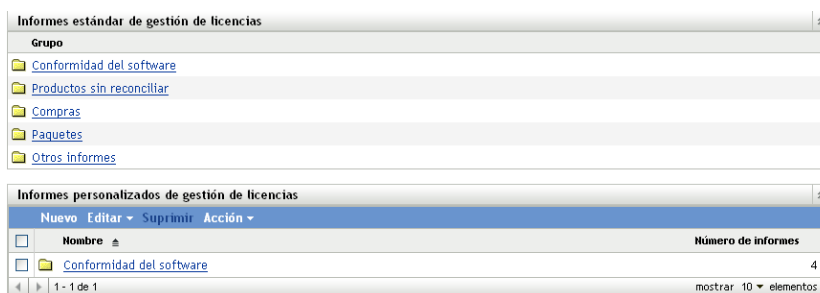 Informes estándar de gestión de licencias
Grupo
Conformidad del software
Productos sin reconciliar
Compras
Paquetes
Otros informes
Informes personalizados de gestión de licencias
Nuevo Editar Suprimir Acción
Nombre Número de informes
Conformidad del software 4
1 - 1 de 1 mostrar 10 elementos